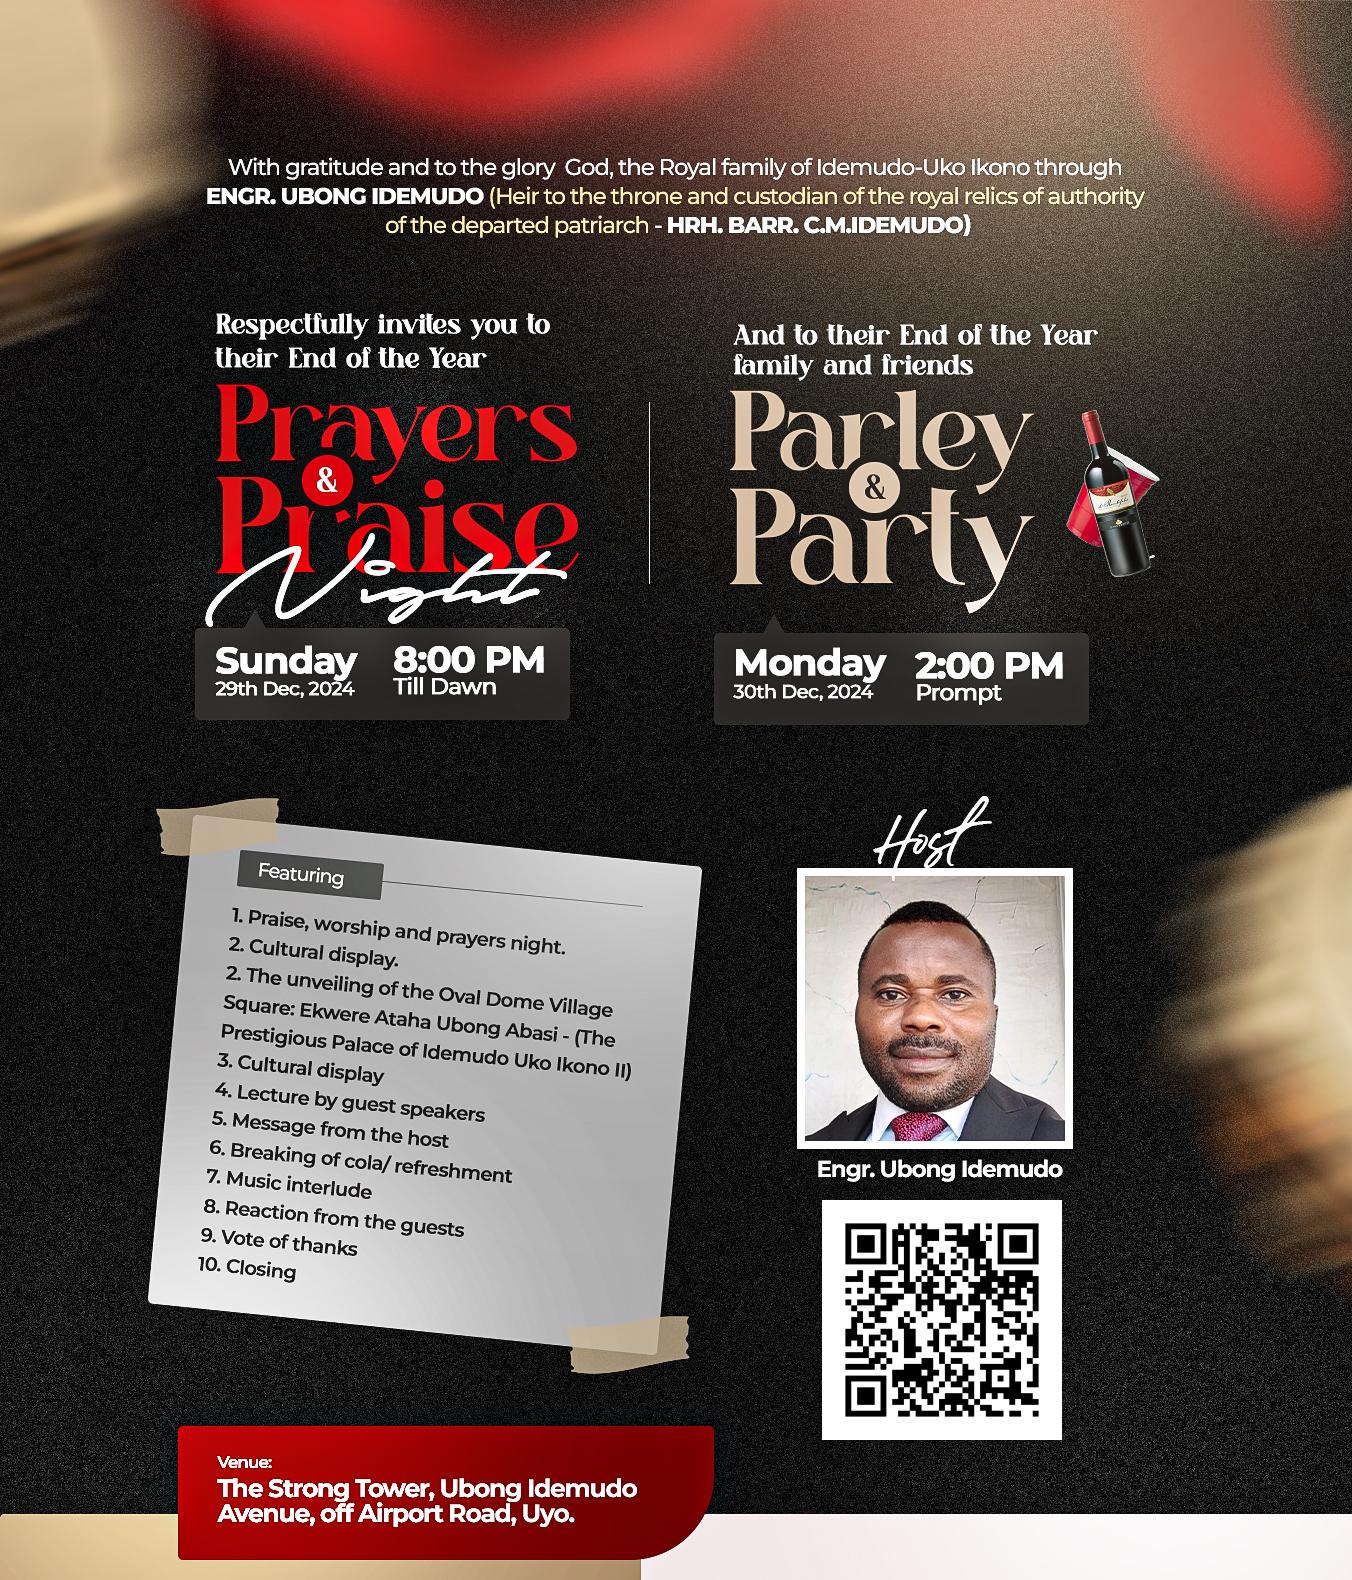 With gratitude and to the glory God, the Royal family of Idemudo-Uko Ikono through
ENGR. UBONG IDEMUDO (Heir to the throne and custodian of the royal relics of authority
of the departed patriarch - HRH. BARR. C.M.IDEMUDO)
Respectfully invites you to
their End of the Year
Prayers
&
Praise
Night
Sunday
29th Dec, 2024
8:00 PM
Till Dawn
And to their End of the Year
family and friends
Parley
&
Party
Monday
30th Dec, 2024
2:00 PM
Prompt
Featuring
1. Praise, worship and prayers night.
2. Cultural display.
2. The unveiling of the Oval Dome Village
Square: Ekwere Ataha Ubong Abasi - (The
Prestigious Palace of Idemudo Uko Ikono II)
3. Cultural display
4. Lecture by guest speakers
5. Message from the host
6. Breaking of cola/ refreshment
7. Music interlude
8. Reaction from the guests
9. Vote of thanks
10. Closing
Host
Engr. Ubong Idemudo
Venue:
The Strong Tower, Ubong Idemudo
Avenue, off Airport Road, Uyo.